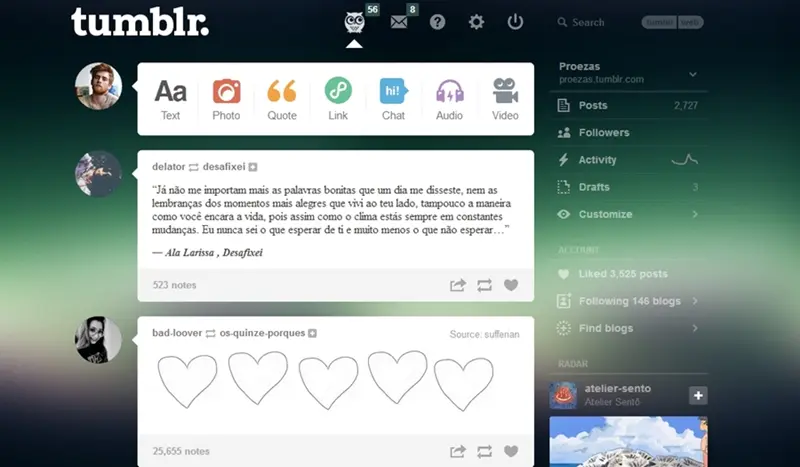 tumblr.
56
8
Search
Aa
hi!
Text
Photo
Quote
Link
Chat
Audio
Video
delator desafixei
“Já não me importam mais as palavras bonitas que um dia me disseste, nem as
lembranças dos momentos mais alegres que vivi ao teu lado, tampouco a maneira
como você encara a vida, pois assim como o clima estás sempre em constantes
mudanças. Eu nunca sei o que esperar de ti e muito menos o que não esperar…”
— Ala Larissa , Desafixei
523 notes
bad-loover os-quinze-porques
Source: suffenan
25,655 notes
Proezas
proezas.tumblr.com
Posts 2,727
Followers
Activity
Drafts 3
Customize
ACCOUNT
Liked 3,525 posts
Following 146 blogs
Find blogs
RADAR
atelier-sento
Atelier Sentô